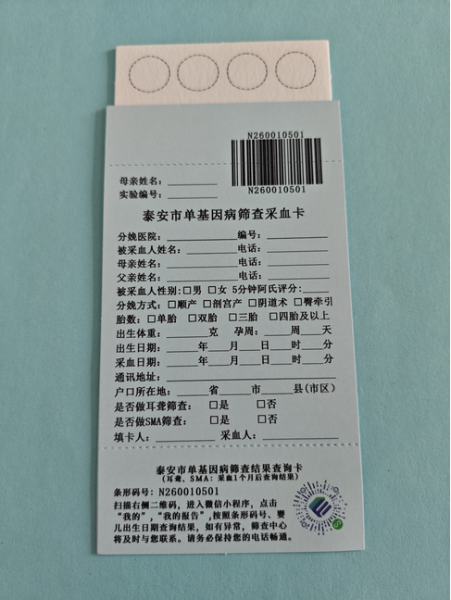 N260010501
N260010501
母亲姓名：
实验编号：
泰安市单基因病筛查采血卡
分娩医院： 编号：
被采血人姓名： 电话：
母亲姓名： 电话：
父亲姓名： 电话：
被采血人性别:□男 □女 5分钟阿氏评分：
分娩方式：□顺产 □剖宫产 □阴道术 □臀牵引
胎数：□单胎 □双胎 □三胎 □四胎及以上
出生体重： 克 孕周： 周 天
出生日期： 年 月 日 时 分
采血日期： 年 月 日 时 分
通讯地址：
户口所在地： 省 市 县(市区)
是否做耳聋筛查： □是 □否
是否做SMA筛查： □是 □否
填卡人： 采血人：
泰安市单基因病筛查结果查询卡
(耳聋、SMA：采血1个月后查询结果)
条形码号：N260010501
扫描右侧二维码，进入微信小程序，点击
“我的”，“我的报告”,按照条形码号、婴
儿出生日期查询结果，如有异常，筛查中心
将及时与您联系。请务必保持您的电话畅通。